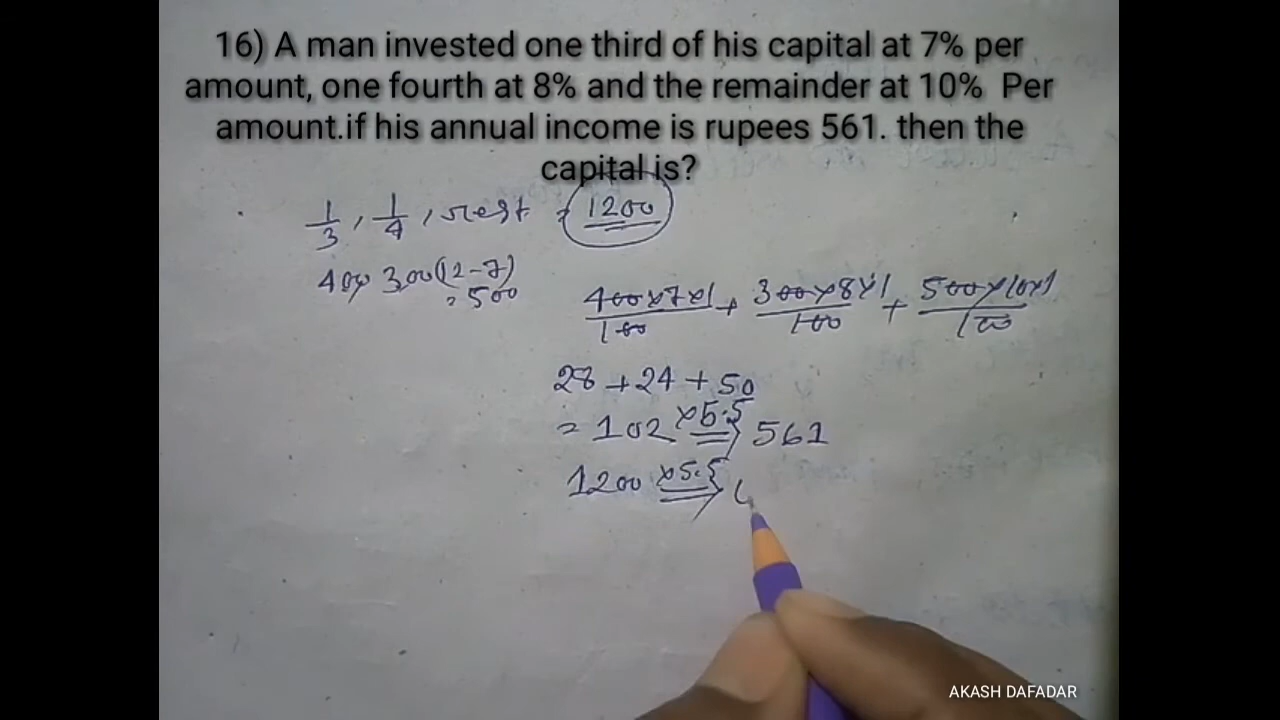 16) A man invested one third of his capital at 7% per
amount, one fourth at 8% and the remainder at 10% Per
amount.if his annual income is rupees 561. then the
capital is?
1/3, 1/4, rest = 1200
400, 300 (12-7)
= 500
400×7×1/100 + 300×8×1/100 + 500×10×1/100
28 + 24 + 50
= 102 ×5.5 561
1200 ×5.5
AKASH DAFADAR